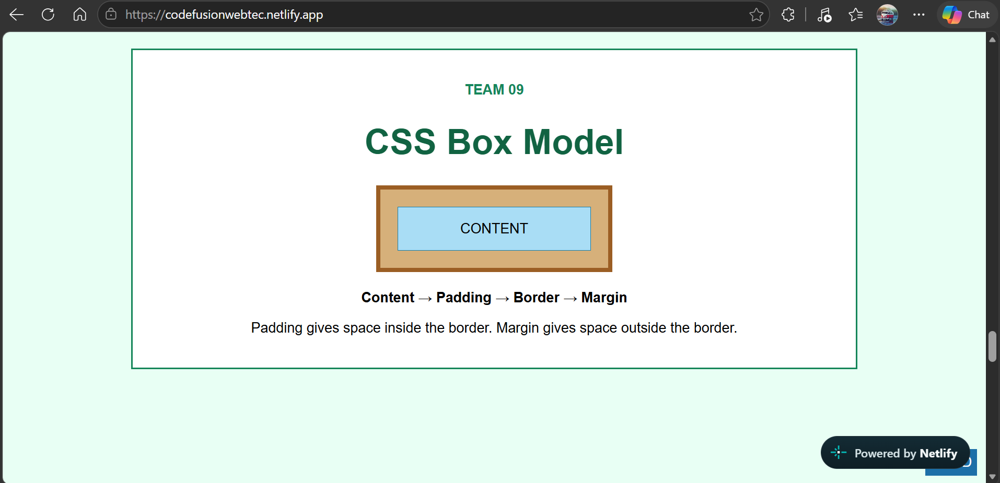 https://codefusionwebtec.netlify.app
Chat
TEAM 09
CSS Box Model
CONTENT
Content → Padding → Border → Margin
Padding gives space inside the border. Margin gives space outside the border.
Powered by Netlify